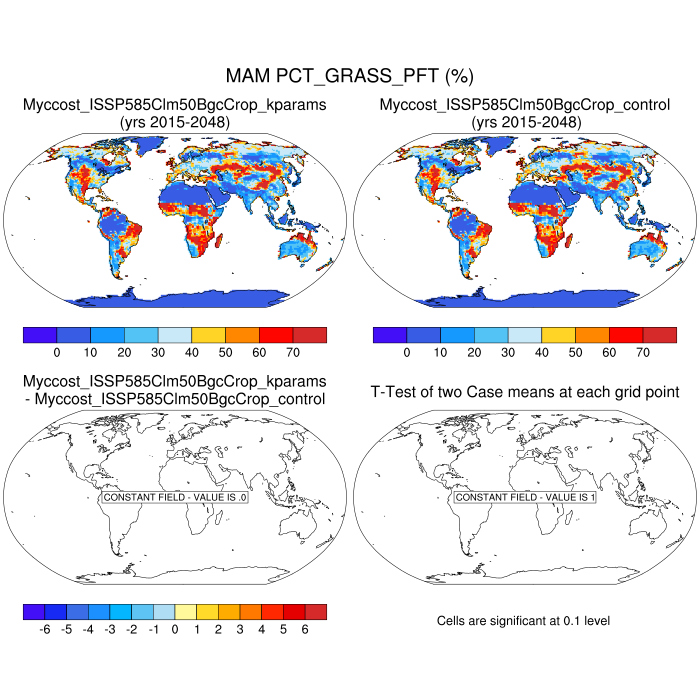 MAM PCT_GRASS_PFT (%)
Myccost_ISSP585Clm50BgcCrop_kparams
(yrs 2015-2048)
Myccost_ISSP585Clm50BgcCrop_control
(yrs 2015-2048)
0 10 20 30 40 50 60 70
0 10 20 30 40 50 60 70
Myccost_ISSP585Clm50BgcCrop_kparams
- Myccost_ISSP585Clm50BgcCrop_control
T-Test of two Case means at each grid point
CONSTANT FIELD - VALUE IS .0
CONSTANT FIELD - VALUE IS 1
-6 -5 -4 -3 -2 -1 0 1 2 3 4 5 6
Cells are significant at 0.1 level